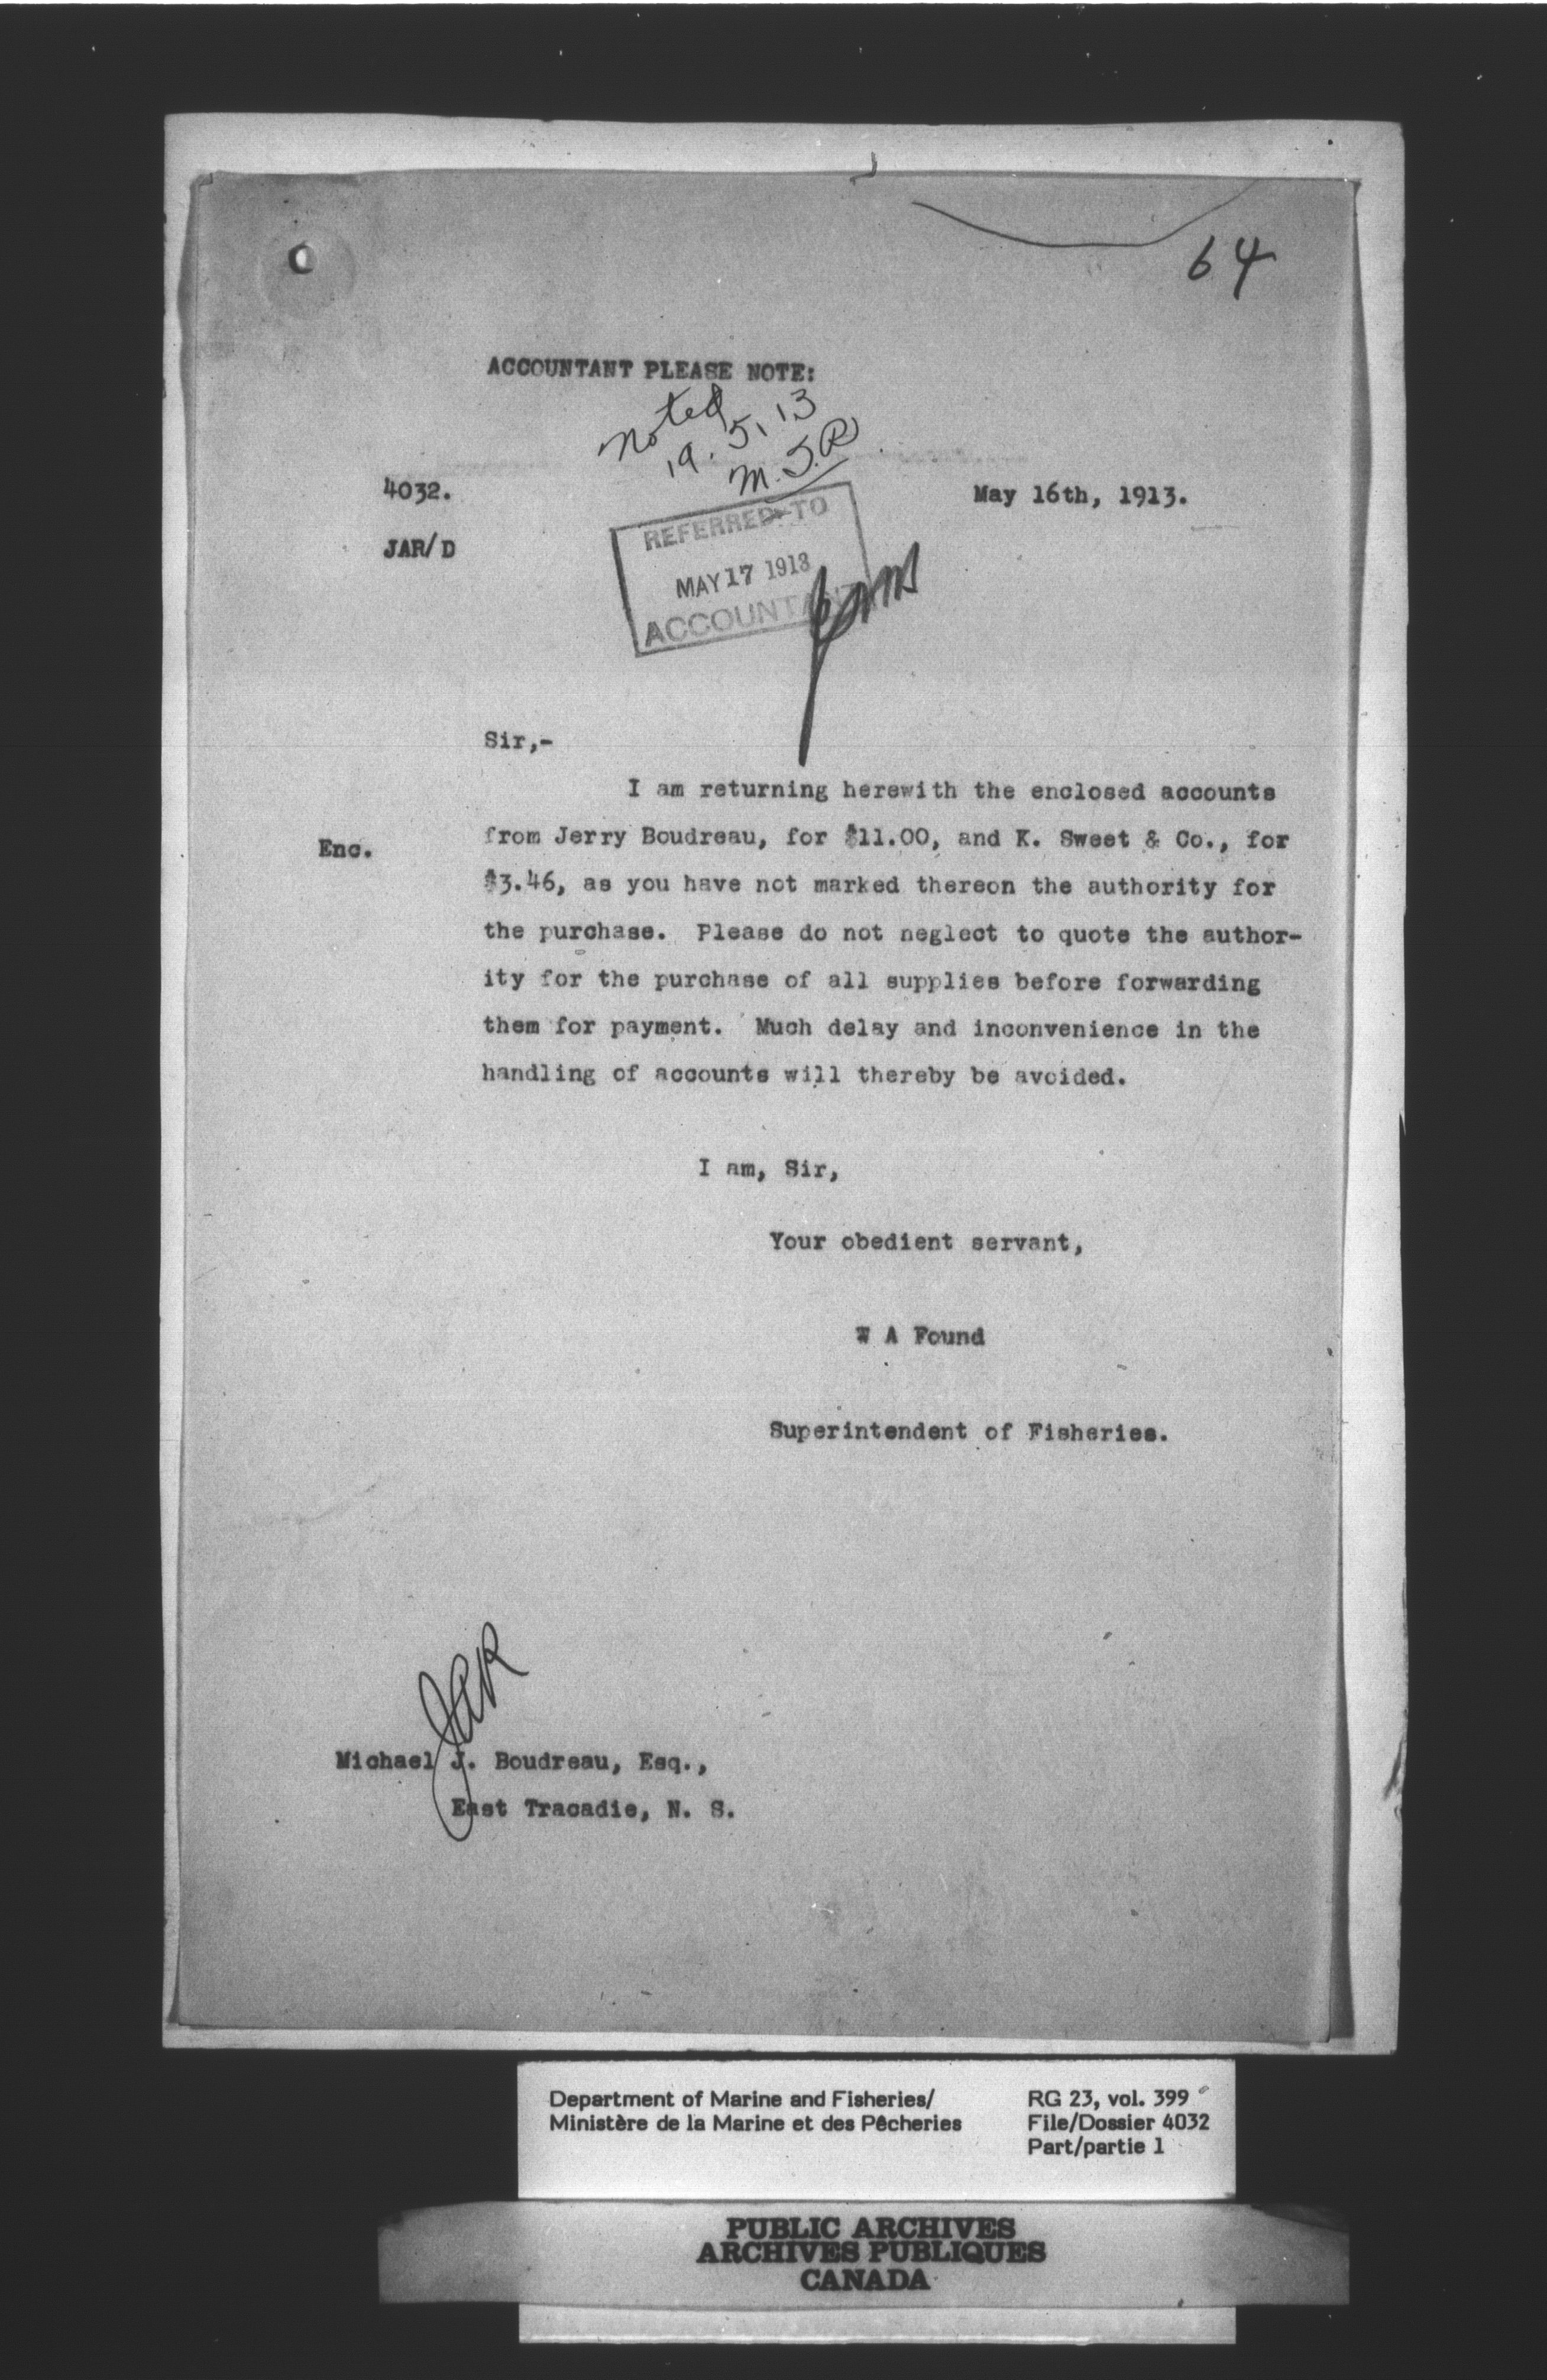 64
ACCOUNTANT PLEASE NOTE:
Noted
19.5.13
4032.
May 16th, 1913.
JAR/D
REFERRED TO
MAY 17 1913
ACCOUNTANT
Sir,-
I am returning herewith the enclosed accounts
Enc.
from Jerry Boudreau, for $11.00, and K. Sweet & Co., for
$3.46, as you have not marked thereon the authority for
the purchase. Please do not neglect to quote the author-
ity for the purchase of all supplies before forwarding
them for payment. Much delay and inconvenience in the
handling of accounts will thereby be avoided.
I am, Sir,
Your obedient servant,
W A Found
Superintendent of Fisheries.
JAR
Michael J. Boudreau, Esq.,
East Tracadie, N. S.
Department of Marine and Fisheries/
Ministère de la Marine et des Pêcheries
RG 23, vol. 399
File/Dossier 4032
Part/partie 1
PUBLIC ARCHIVES
ARCHIVES PUBLIQUES
CANADA